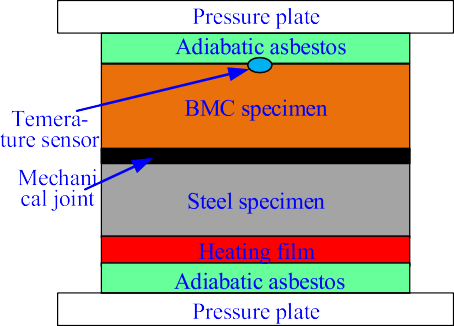 Pressure plate
Adiabatic asbestos
BMC specimen
Temera-
ture sensor
Mechani
cal joint
Steel specimen
Heating film
Adiabatic asbestos
Pressure plate